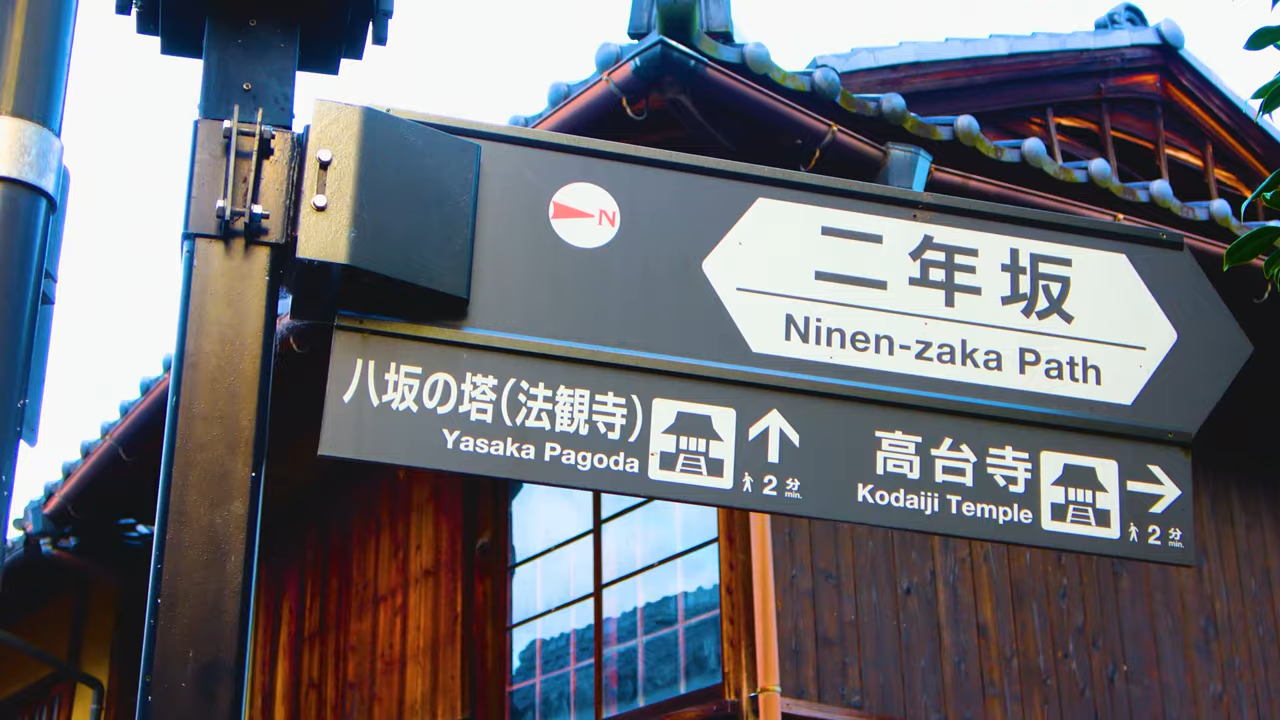 N
二年坂
Ninen-zaka Path
八坂の塔(法観寺)
Yasaka Pagoda
2 分 min.
高台寺
Kodaiji Temple
2 分 min.